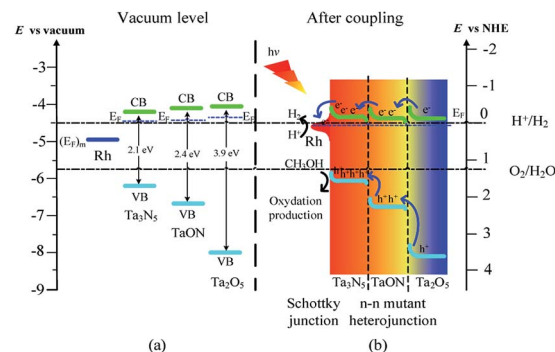 Vacuum level
After coupling
E vs vacuum
E vs NHE
-3
-4
-5
-6
-7
-8
-9
CB
CB
CB
E_F
E_F
E_F
(E_F)_m
Rh
2.1 eV
2.4 eV
3.9 eV
VB
Ta₃N₅
VB
TaON
VB
Ta₂O₅
hν
e⁻
e⁻ e⁻
e⁻ e⁻
e⁻
E_F
H₂
H⁺
Rh
CH₃OH
Oxydation
production
h⁺h⁺h⁺h⁺
h⁺h⁺
h⁺
-2
-1
0
1
2
3
4
H⁺/H₂
O₂/H₂O
Ta₃N₅
TaON
Ta₂O₅
Schottky
junction
n-n mutant
heterojunction
(a)
(b)